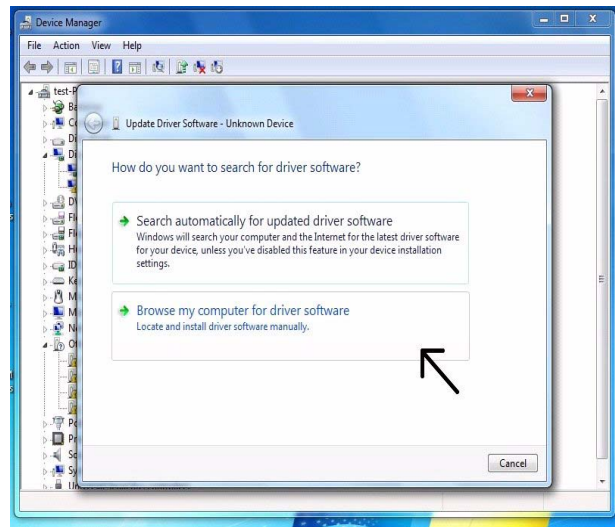 Device Manager
File Action View Help
test-P
Update Driver Software - Unknown Device
How do you want to search for driver software?
Search automatically for updated driver software
Windows will search your computer and the Internet for the latest driver software
for your device, unless you've disabled this feature in your device installation
settings.
Browse my computer for driver software
Locate and install driver software manually.
Cancel